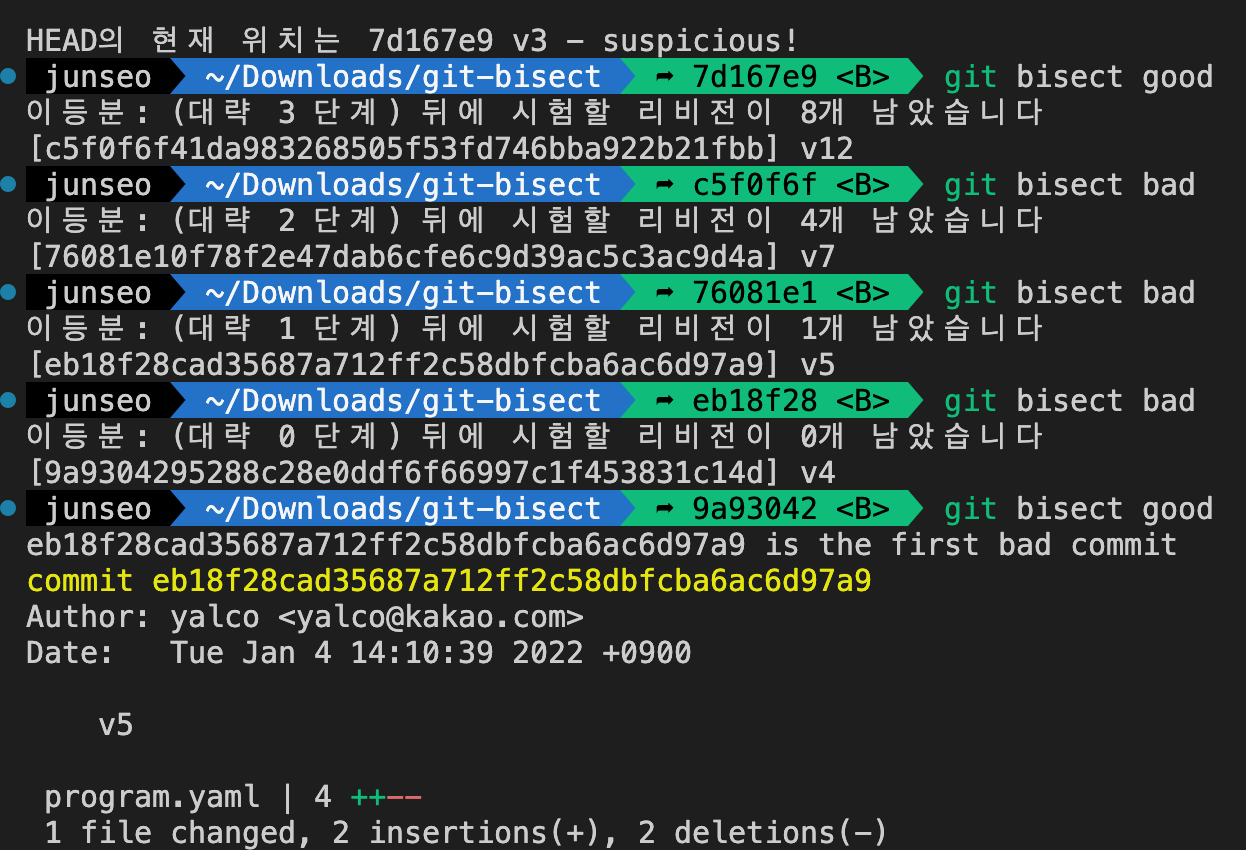 HEAD의 현재 위치는 7d167e9 v3 - suspicious!
junseo ~/Downloads/git-bisect ➦ 7d167e9 <B> git bisect good
이등분: (대략 3 단계) 뒤에 시험할 리비전이 8개 남았습니다
[c5f0f6f41da983268505f53fd746bba922b21fbb] v12
junseo ~/Downloads/git-bisect ➦ c5f0f6f <B> git bisect bad
이등분: (대략 2 단계) 뒤에 시험할 리비전이 4개 남았습니다
[76081e10f78f2e47dab6cfe6c9d39ac5c3ac9d4a] v7
junseo ~/Downloads/git-bisect ➦ 76081e1 <B> git bisect bad
이등분: (대략 1 단계) 뒤에 시험할 리비전이 1개 남았습니다
[eb18f28cad35687a712ff2c58dbfcba6ac6d97a9] v5
junseo ~/Downloads/git-bisect ➦ eb18f28 <B> git bisect bad
이등분: (대략 0 단계) 뒤에 시험할 리비전이 0개 남았습니다
[9a9304295288c28e0ddf6f66997c1f453831c14d] v4
junseo ~/Downloads/git-bisect ➦ 9a93042 <B> git bisect good
eb18f28cad35687a712ff2c58dbfcba6ac6d97a9 is the first bad commit
commit eb18f28cad35687a712ff2c58dbfcba6ac6d97a9
Author: yalco <yalco@kakao.com>
Date:   Tue Jan 4 14:10:39 2022 +0900
v5
program.yaml | 4 ++--
1 file changed, 2 insertions(+), 2 deletions(-)